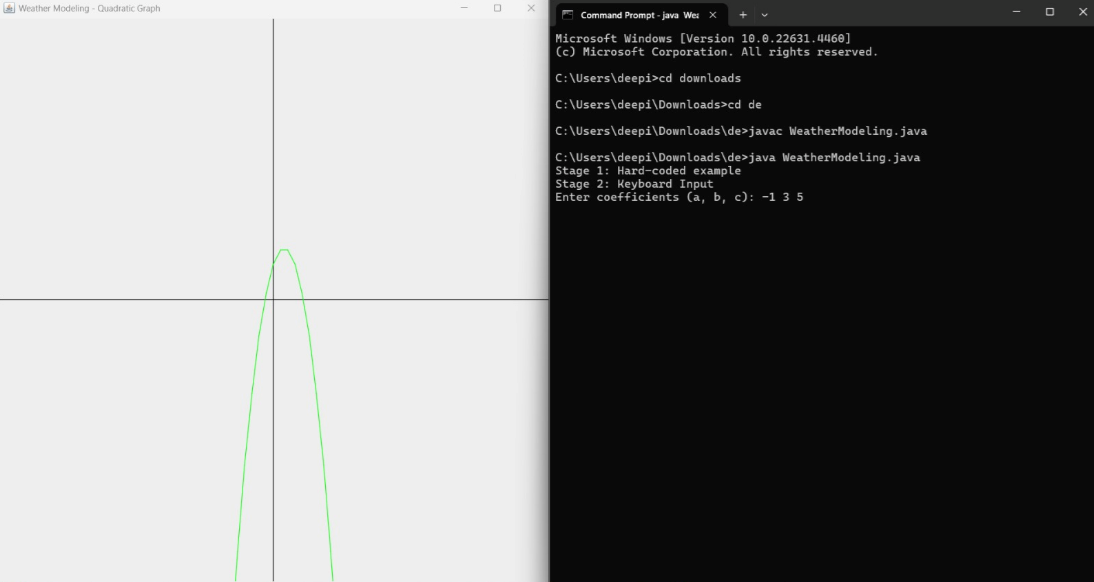 Weather Modeling - Quadratic Graph
Command Prompt - java Wea
Microsoft Windows [Version 10.0.22631.4460]
(c) Microsoft Corporation. All rights reserved.
C:\Users\deepi>cd downloads
C:\Users\deepi\Downloads>cd de
C:\Users\deepi\Downloads\de>javac WeatherModeling.java
C:\Users\deepi\Downloads\de>java WeatherModeling.java
Stage 1: Hard-coded example
Stage 2: Keyboard Input
Enter coefficients (a, b, c): -1 3 5